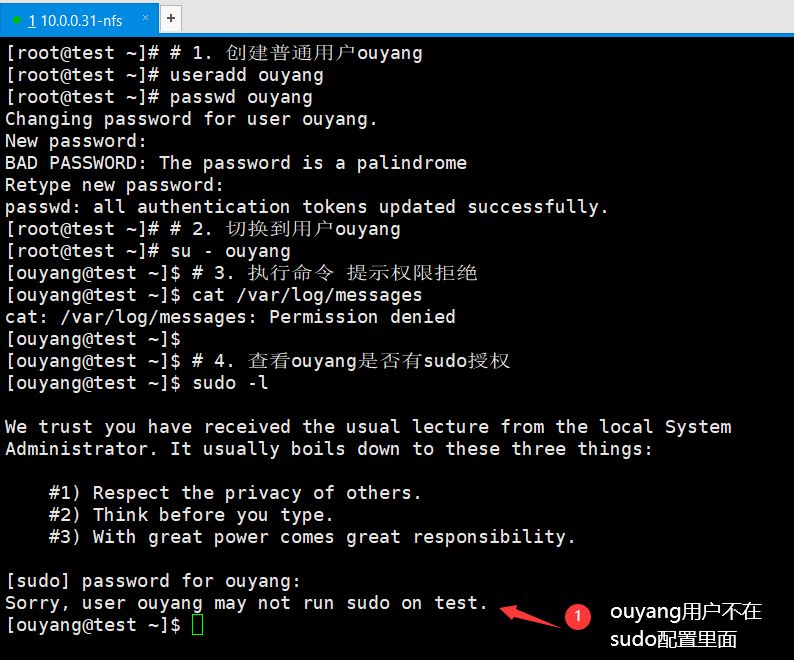 1 10.0.0.31-nfs × +
[root@test ~]# # 1. 创建普通用户ouyang
[root@test ~]# useradd ouyang
[root@test ~]# passwd ouyang
Changing password for user ouyang.
New password:
BAD PASSWORD: The password is a palindrome
Retype new password:
passwd: all authentication tokens updated successfully.
[root@test ~]# # 2. 切换到用户ouyang
[root@test ~]# su - ouyang
[ouyang@test ~]$ # 3. 执行命令 提示权限拒绝
[ouyang@test ~]$ cat /var/log/messages
cat: /var/log/messages: Permission denied
[ouyang@test ~]$
[ouyang@test ~]$ # 4. 查看ouyang是否有sudo授权
[ouyang@test ~]$ sudo -l
We trust you have received the usual lecture from the local System
Administrator. It usually boils down to these three things:
#1) Respect the privacy of others.
#2) Think before you type.
#3) With great power comes great responsibility.
[sudo] password for ouyang:
Sorry, user ouyang may not run sudo on test.
[ouyang@test ~]$
1
ouyang用户不在
sudo配置里面